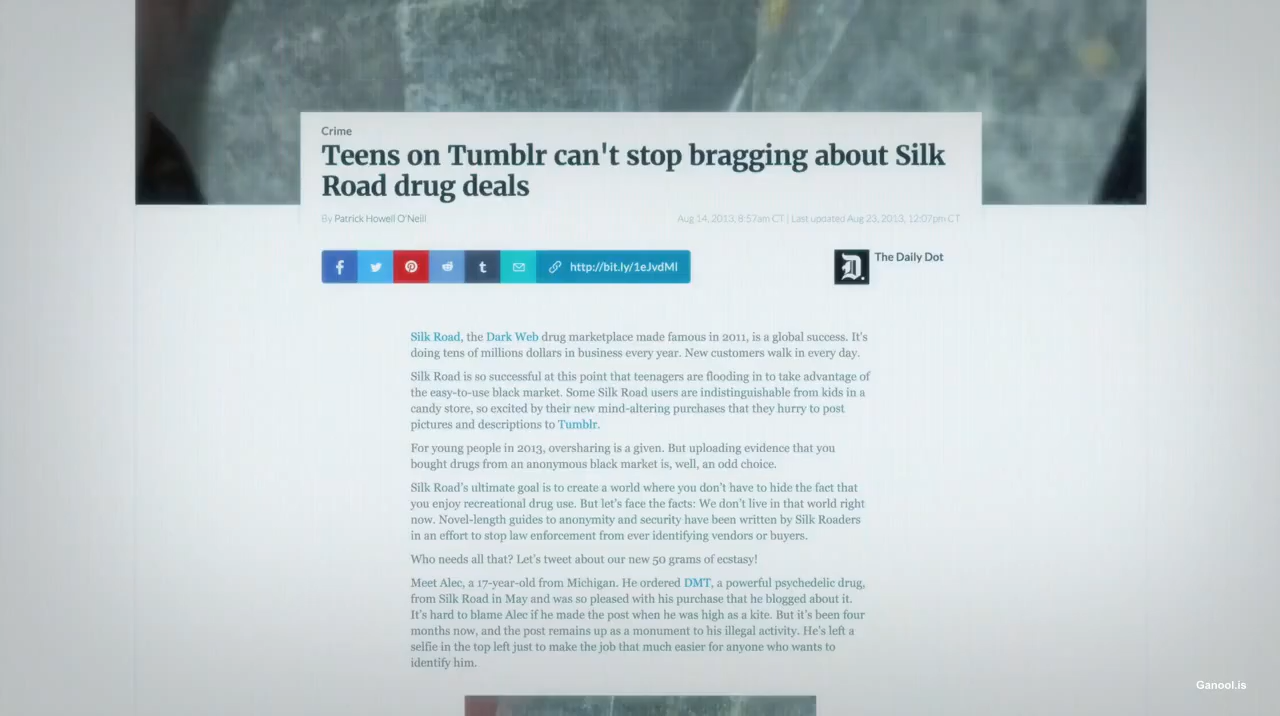 Crime
Teens on Tumblr can't stop bragging about Silk
Road drug deals
By Patrick Howell O'Neill
Aug 14, 2013, 8:57am CT | Last updated Aug 23, 2013, 12:07pm CT
http://bit.ly/1eJvdMl
D.
The Daily Dot
Silk Road, the Dark Web drug marketplace made famous in 2011, is a global success. It's
doing tens of millions dollars in business every year. New customers walk in every day.
Silk Road is so successful at this point that teenagers are flooding in to take advantage of
the easy-to-use black market. Some Silk Road users are indistinguishable from kids in a
candy store, so excited by their new mind-altering purchases that they hurry to post
pictures and descriptions to Tumblr.
For young people in 2013, oversharing is a given. But uploading evidence that you
bought drugs from an anonymous black market is, well, an odd choice.
Silk Road's ultimate goal is to create a world where you don't have to hide the fact that
you enjoy recreational drug use. But let's face the facts: We don't live in that world right
now. Novel-length guides to anonymity and security have been written by Silk Roaders
in an effort to stop law enforcement from ever identifying vendors or buyers.
Who needs all that? Let's tweet about our new 50 grams of ecstasy!
Meet Alec, a 17-year-old from Michigan. He ordered DMT, a powerful psychedelic drug,
from Silk Road in May and was so pleased with his purchase that he blogged about it.
It's hard to blame Alec if he made the post when he was high as a kite. But it's been four
months now, and the post remains up as a monument to his illegal activity. He's left a
selfie in the top left just to make the job that much easier for anyone who wants to
identify him.
Ganool.is